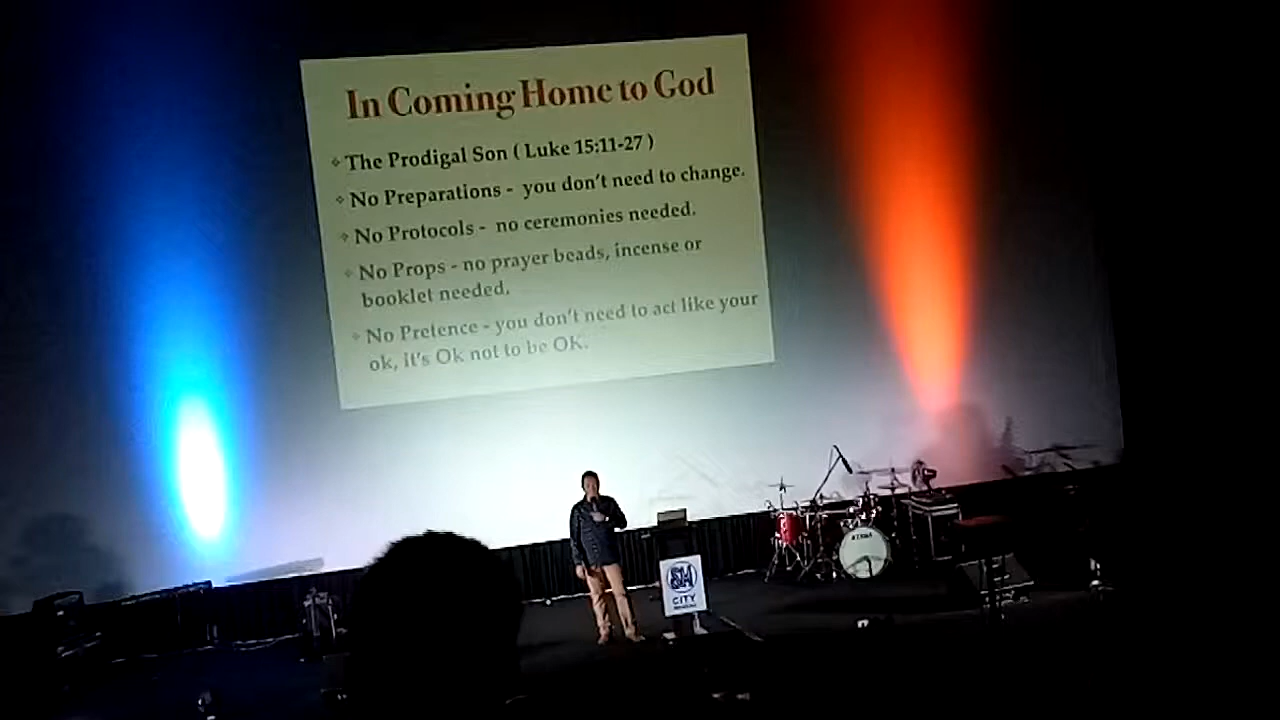 In Coming Home to God
The Prodigal Son ( Luke 15:11-27 )
No Preparations - you don't need to change.
No Protocols - no ceremonies needed.
No Props - no prayer beads, incense or
booklet needed.
No Pretence - you don't need to act like your
ok, it's Ok not to be OK.
SM
CITY
TAMA